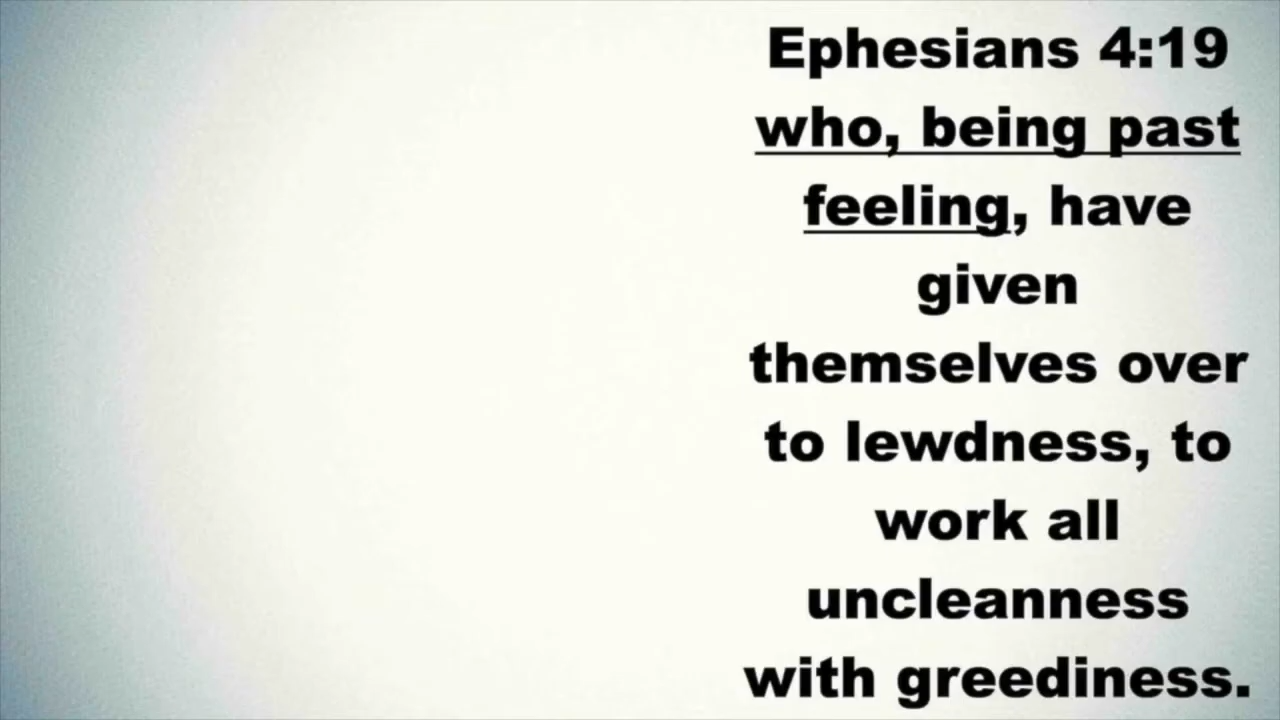 Ephesians 4:19
who, being past
feeling, have
given
themselves over
to lewdness, to
work all
uncleanness
with greediness.